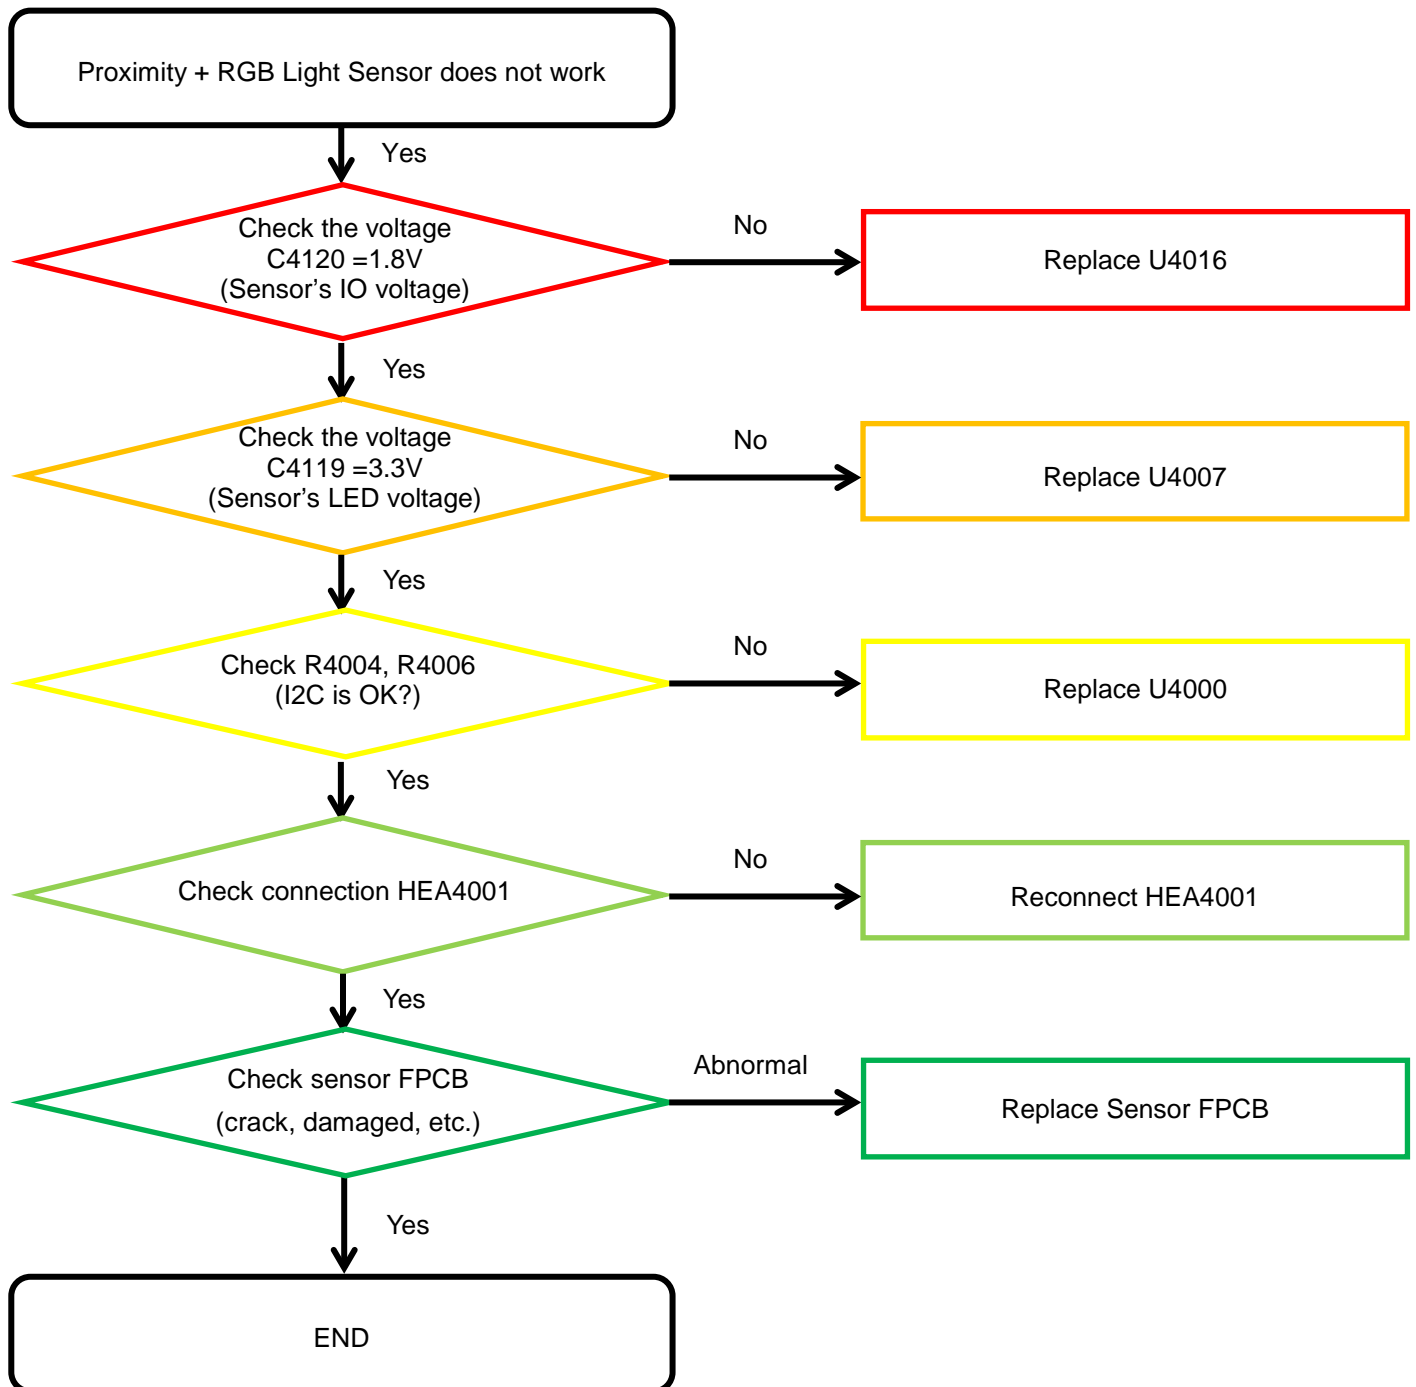 Proximity + RGB Light Sensor does not work
Yes
Check the voltage
C4120 =1.8V
(Sensor’s IO voltage)
No
Replace U4016
Yes
Check the voltage
C4119 =3.3V
(Sensor’s LED voltage)
No
Replace U4007
Yes
Check R4004, R4006
(I2C is OK?)
No
Replace U4000
Yes
Check connection HEA4001
No
Reconnect HEA4001
Yes
Check sensor FPCB
(crack, damaged, etc.)
Abnormal
Replace Sensor FPCB
Yes
END